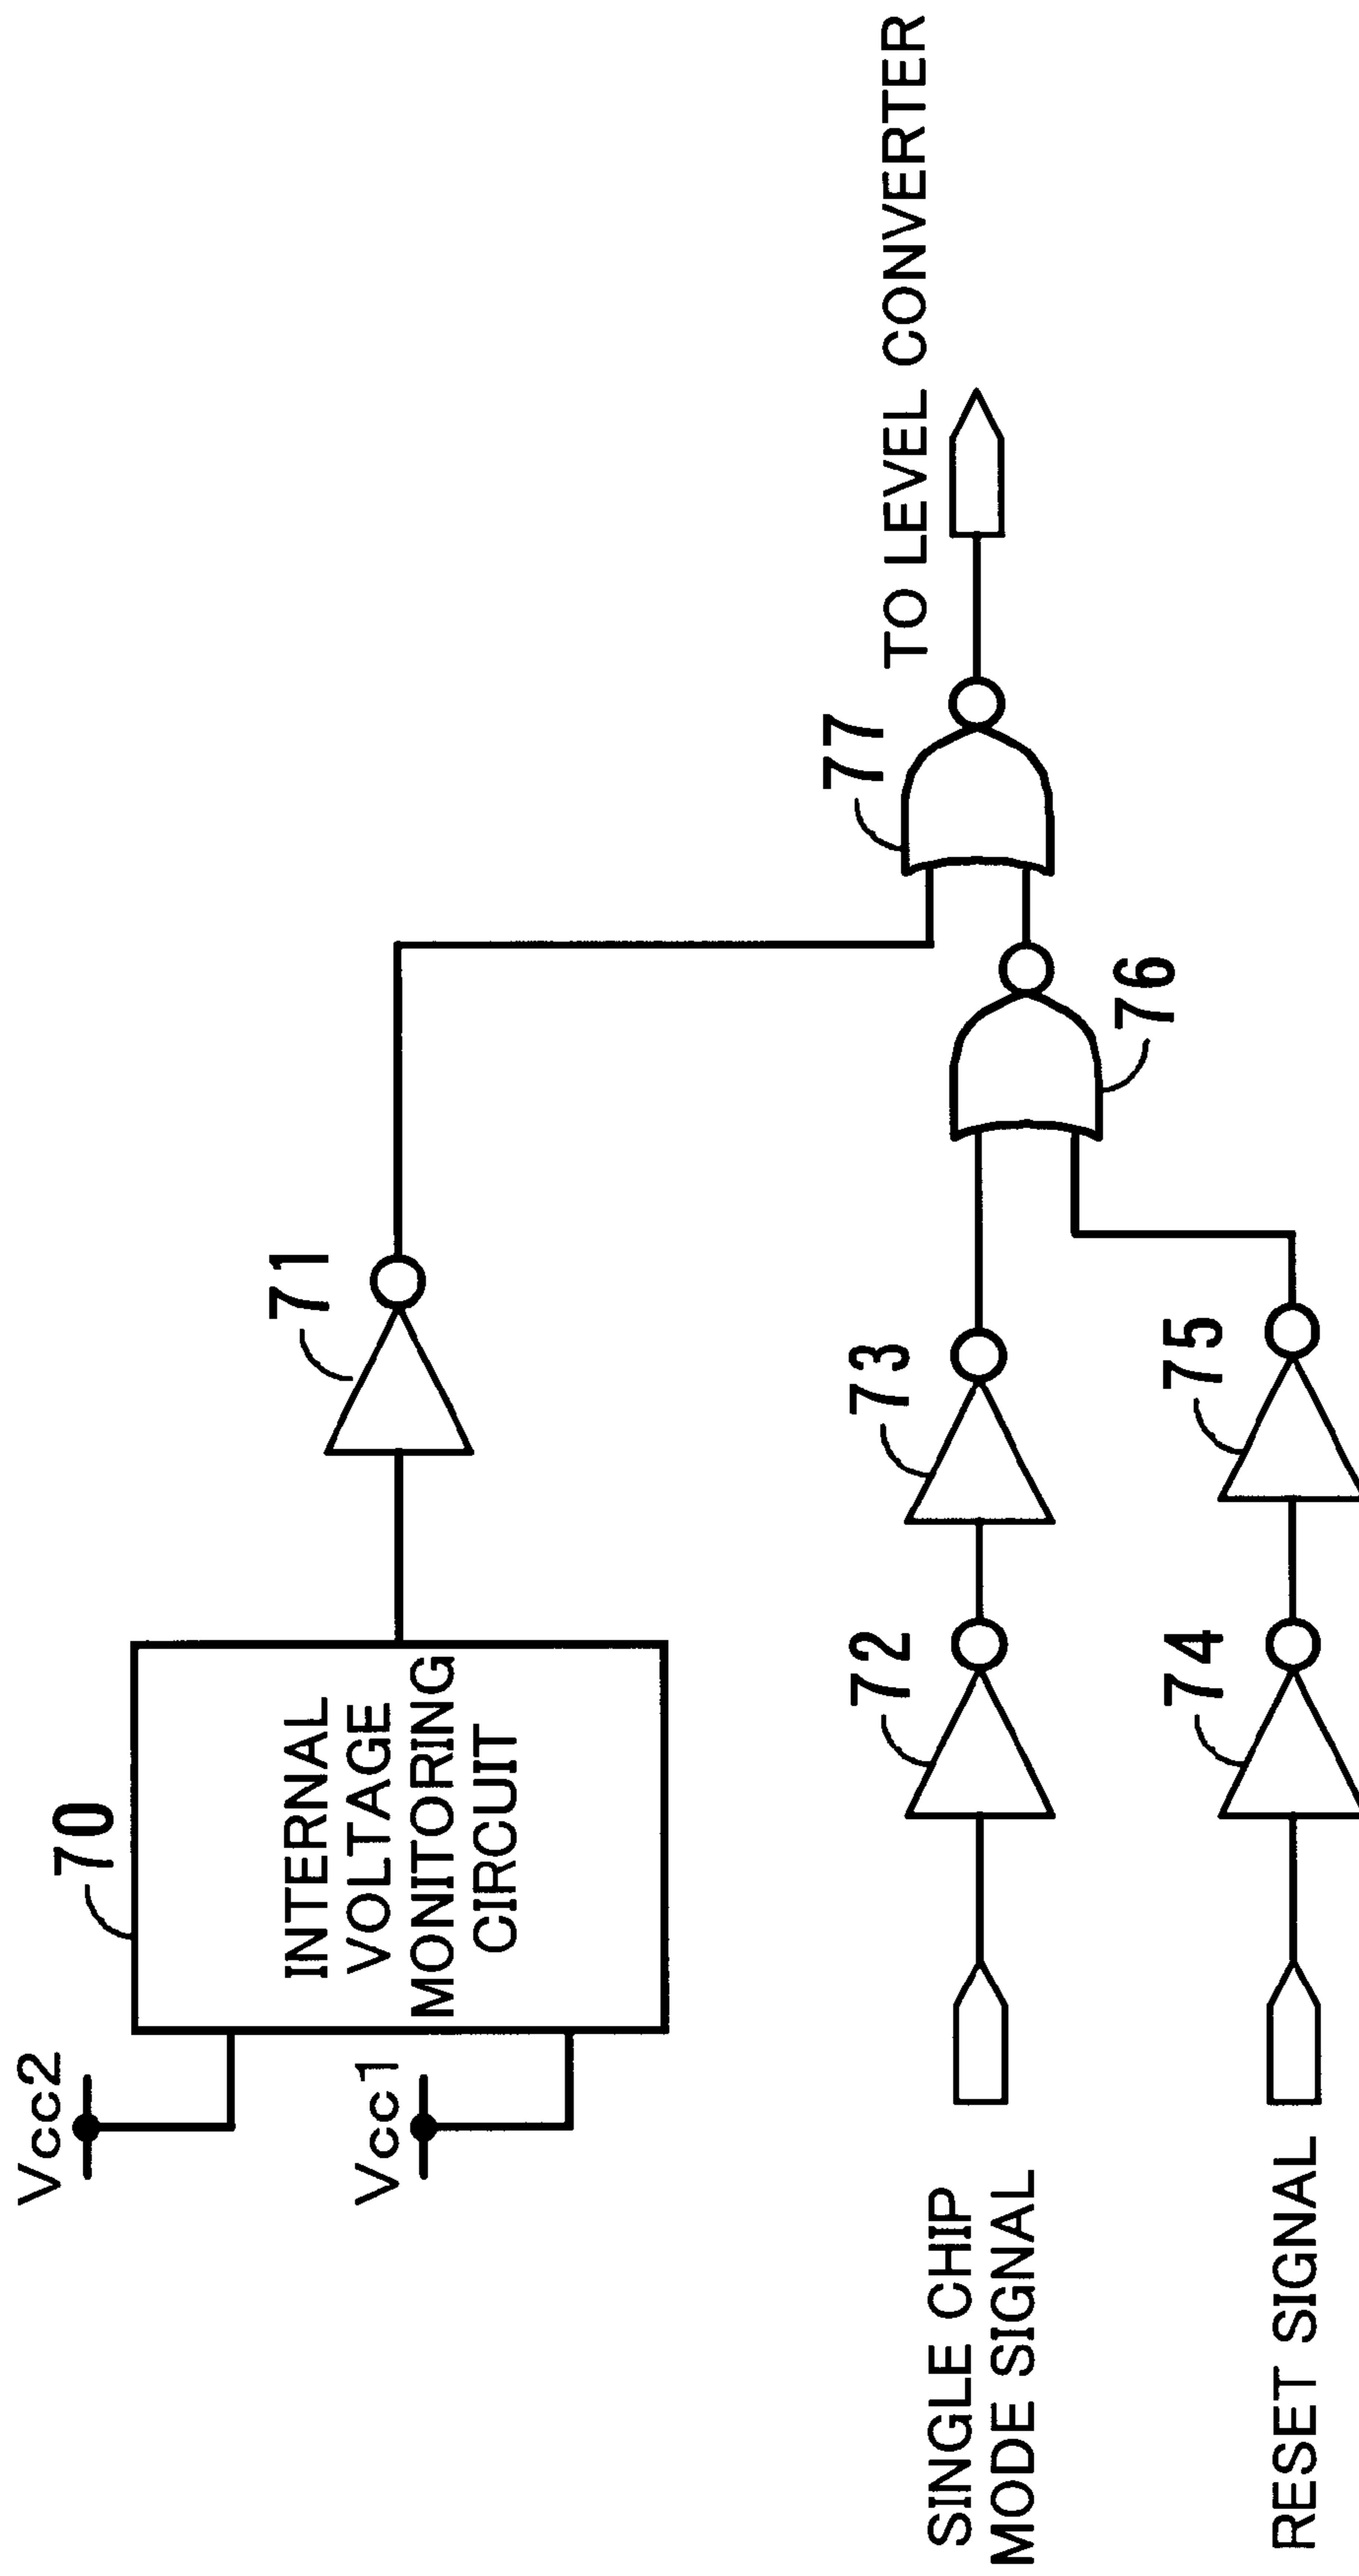 Vcc2
70
Vcc1
INTERNAL
VOLTAGE
MONITORING
CIRCUIT
71
TO LEVEL CONVERTER
77
SINGLE CHIP
MODE SIGNAL
72
73
76
RESET SIGNAL
74
75